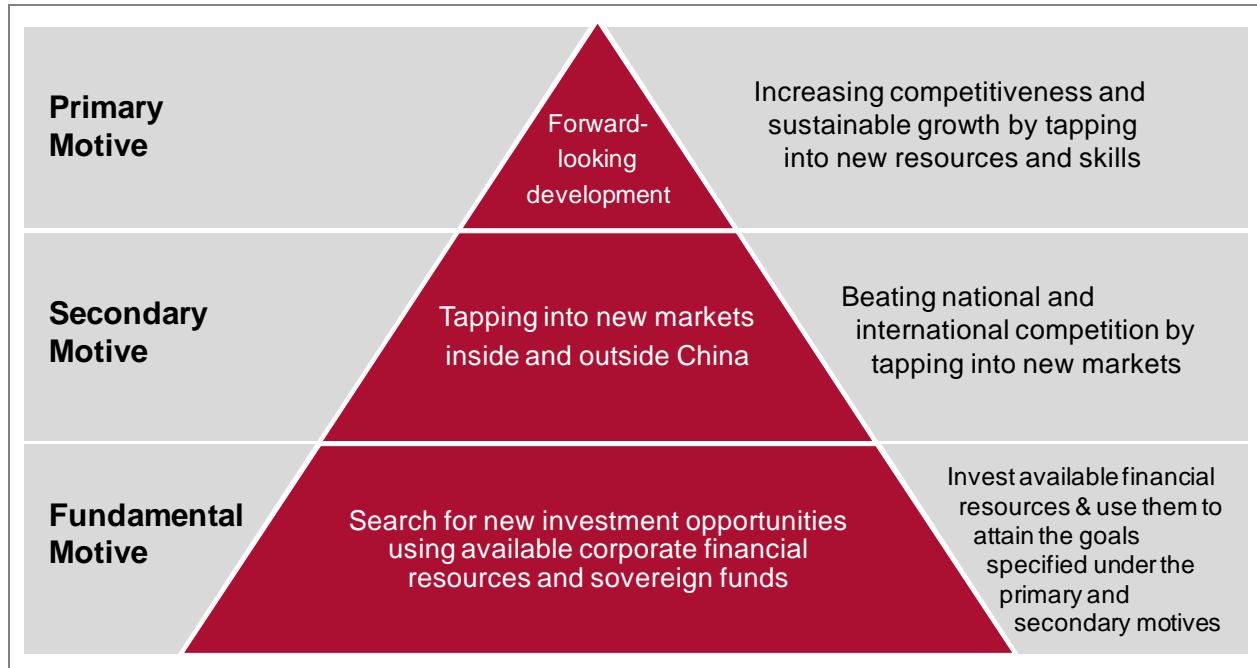 Primary
Motive
Forward-
looking
development
Increasing competitiveness and
sustainable growth by tapping
into new resources and skills
Secondary
Motive
Tapping into new markets
inside and outside China
Beating national and
international competition by
tapping into new markets
Fundamental
Motive
Search for new investment opportunities
using available corporate financial
resources and sovereign funds
Invest available financial
resources & use them to
attain the goals
specified under the
primary and
secondary motives